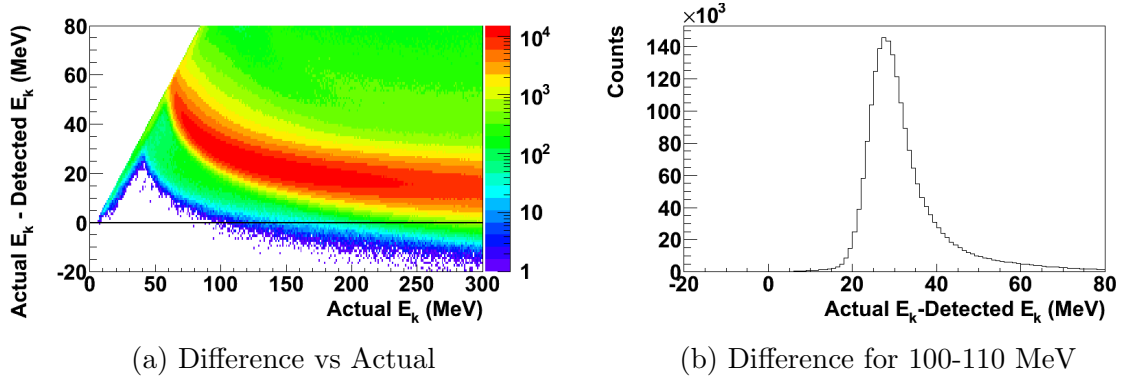 Actual E_k - Detected E_k (MeV)
80
60
40
20
0
-20
0 50 100 150 200 250 300
Actual E_k (MeV)
10^4
10^3
10^2
10
1
(a) Difference vs Actual
×10^3
Counts
140
120
100
80
60
40
20
0
-20 0 20 40 60 80
Actual E_k-Detected E_k (MeV)
(b) Difference for 100-110 MeV